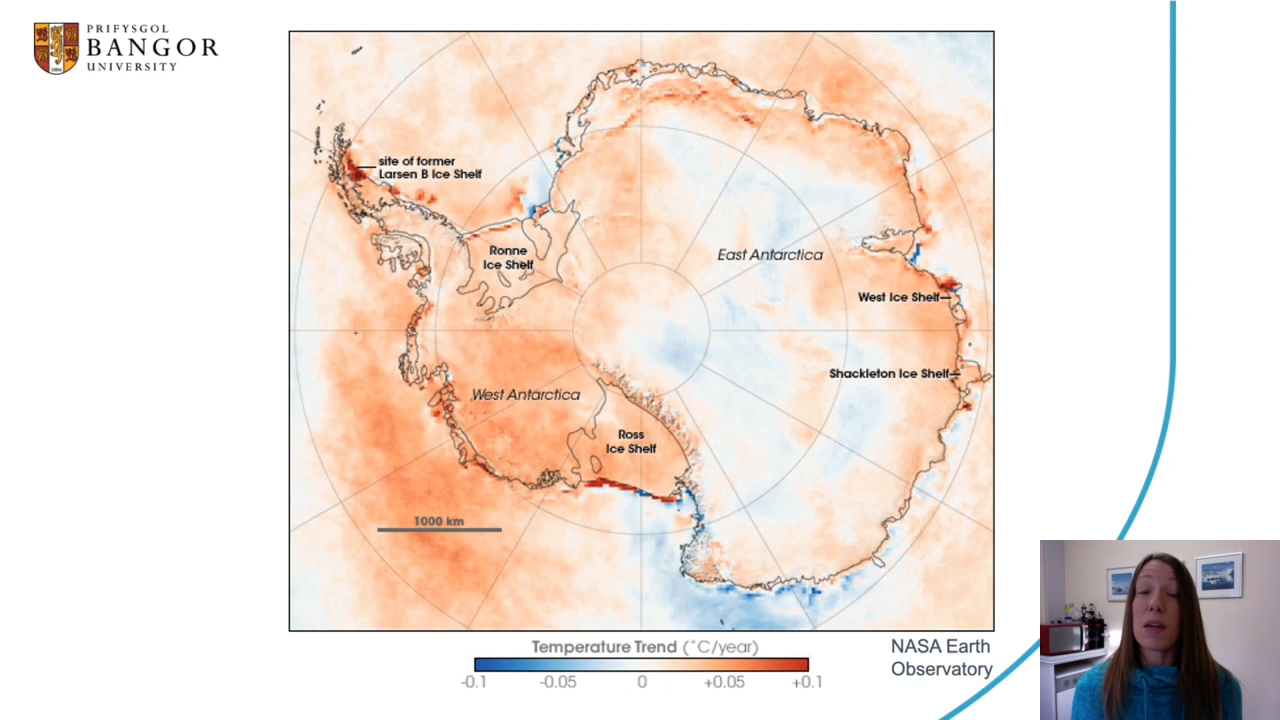 PRIFYSGOL
BANGOR
UNIVERSITY
site of former
Larsen B Ice Shelf
Ronne
Ice Shelf
East Antarctica
West Ice Shelf
Shackleton Ice Shelf
West Antarctica
Ross
Ice Shelf
1000 km
Temperature Trend (°C/year)
-0.1 -0.05 0 +0.05 +0.1
NASA Earth
Observatory